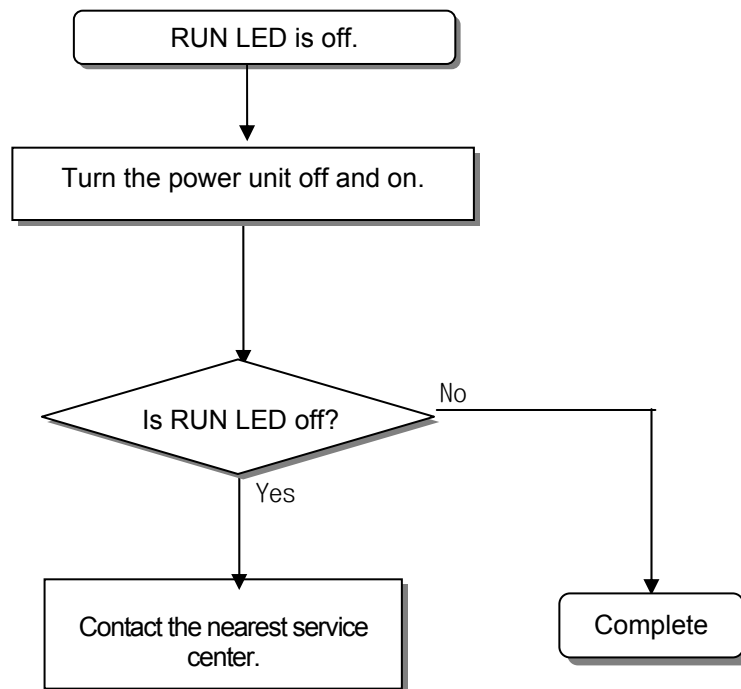 RUN LED is off.
Turn the power unit off and on.
Is RUN LED off?
No
Yes
Contact the nearest service
center.
Complete